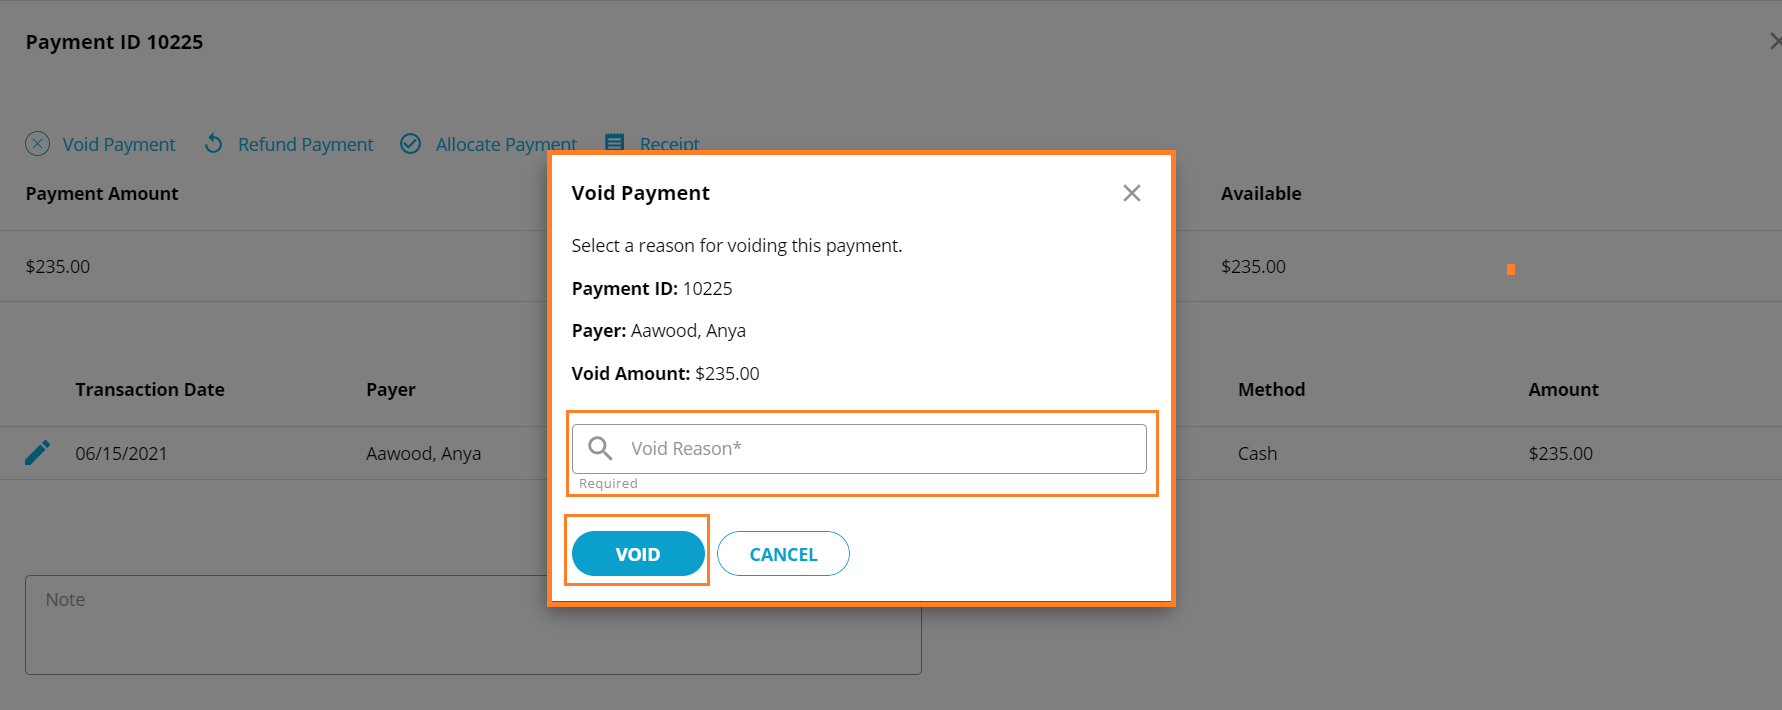 Payment ID 10225
Void Payment Refund Payment Allocate Payment Receipt
Payment Amount Available
$235.00 $235.00
Transaction Date Payer Method Amount
06/15/2021 Aawood, Anya Cash $235.00
Note
Void Payment
Select a reason for voiding this payment.
Payment ID: 10225
Payer: Aawood, Anya
Void Amount: $235.00
Void Reason*
Required
VOID CANCEL